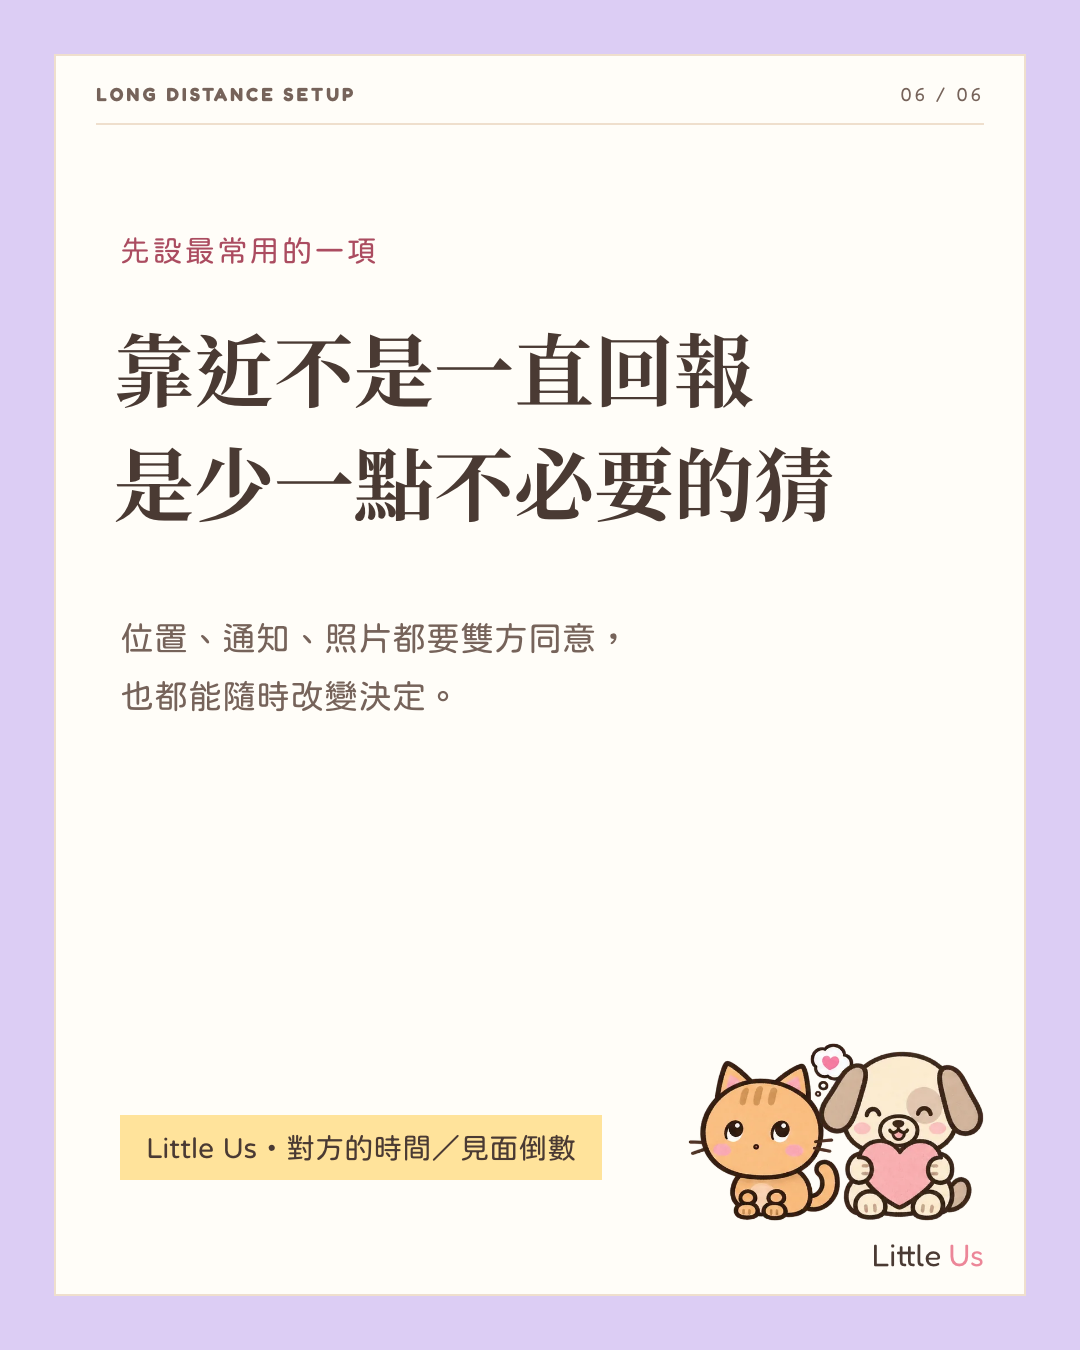 LONG DISTANCE SETUP
06 / 06
先設最常用的一項
靠近不是一直回報
是少一點不必要的猜
位置、通知、照片都要雙方同意，
也都能隨時改變決定。
Little Us・對方的時間／見面倒數
Little Us